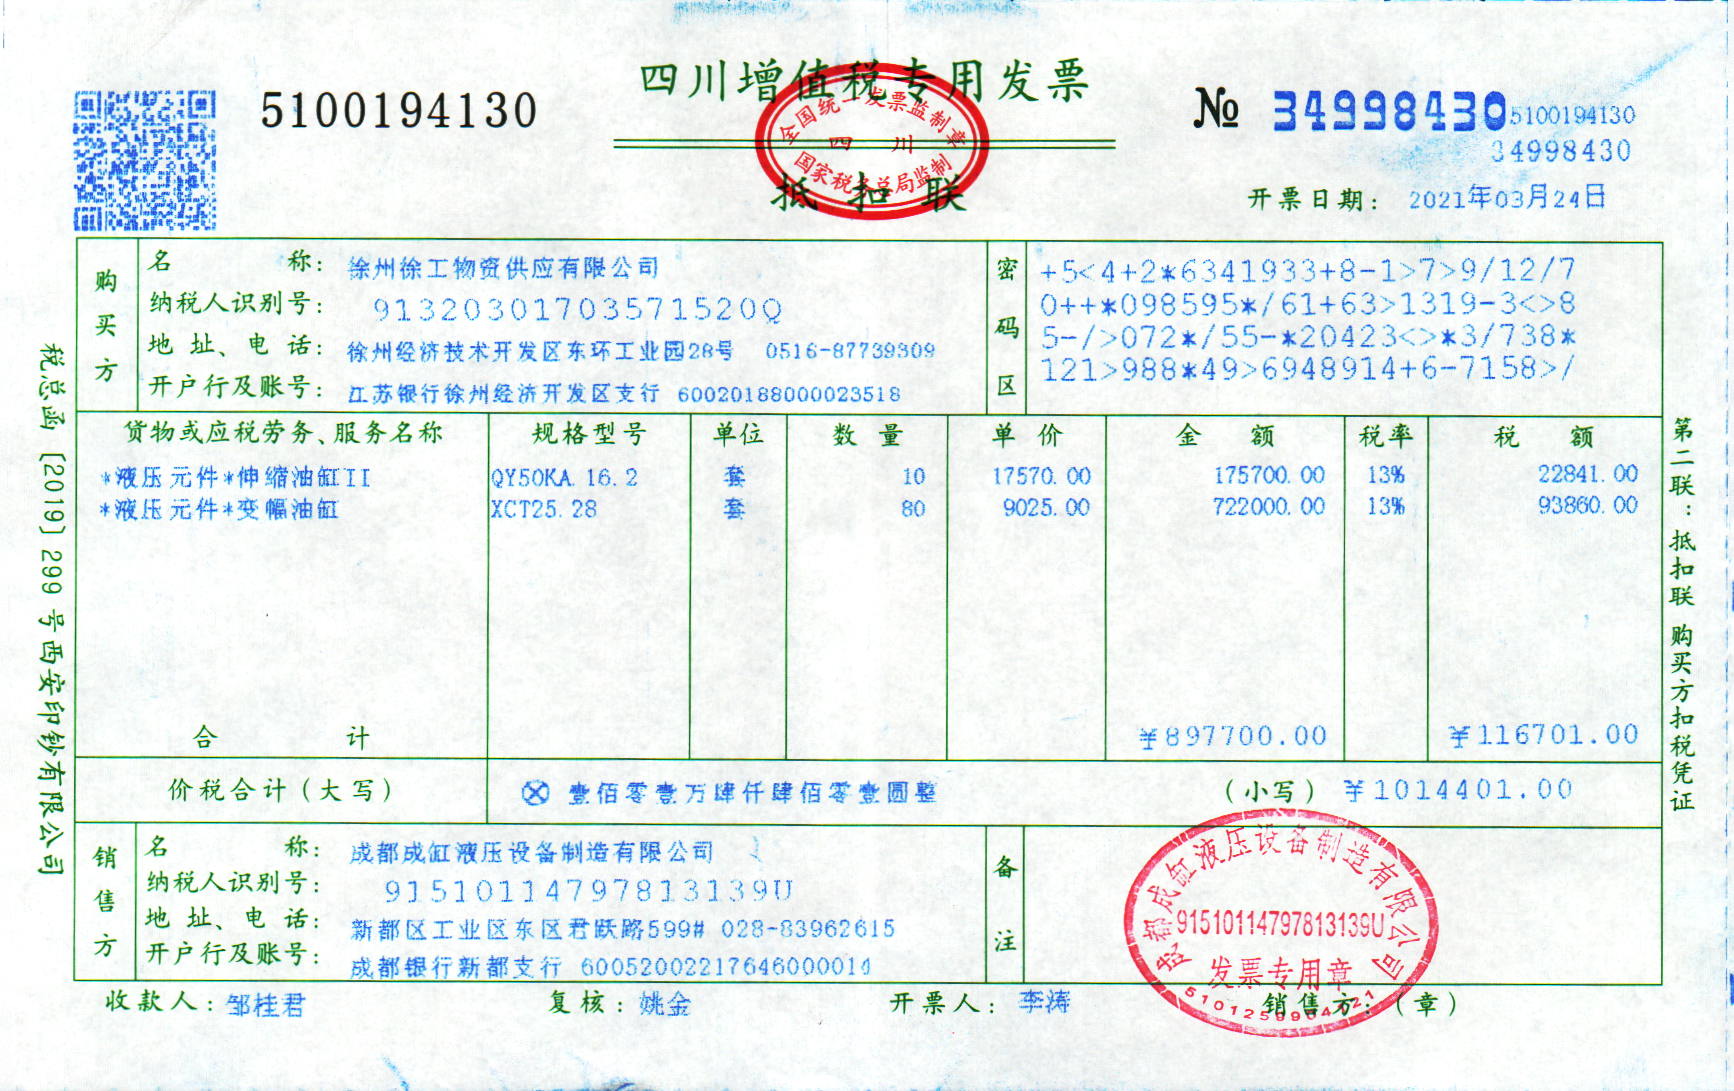 四川增值税专用发票
5100194130
№ 34998430
5100194130
34998430
全国统一发票监制章
四 川
国家税务总局监制
抵扣联
开票日期： 2021年03月24日
购买方
名 称： 徐州徐工物资供应有限公司
纳税人识别号： 91320301703571520Q
地址、电话： 徐州经济技术开发区东环工业园28号 0516-87739309
开户行及账号： 江苏银行徐州经济开发区支行 60020188000023518
密码区
+5<4+2*6341933+8-1>7>9/12/7
0++*098595*/61+63>1319-3<>8
5-/>072*/55-*20423<>*3/738*
121>988*49>6948914+6-7158>/
货物或应税劳务、服务名称 规格型号 单位 数量 单价 金额 税率 税额
*液压元件*伸缩油缸II QY50KA.16.2 套 10 17570.00 175700.00 13% 22841.00
*液压元件*变幅油缸 XCT25.28 套 80 9025.00 722000.00 13% 93860.00
合 计 ￥897700.00 ￥116701.00
价税合计（大写） ⊗ 壹佰零壹万肆仟肆佰零壹圆整 （小写） ￥1014401.00
销售方
名 称： 成都成缸液压设备制造有限公司
纳税人识别号： 91510114797813139U
地址、电话： 新都区工业区东区君跃路599# 028-83962615
开户行及账号： 成都银行新都支行 60052002217646000014
备注
成都成缸液压设备制造有限公司
91510114797813139U
发票专用章
收款人：邹桂君 复核：姚金 开票人：李涛 销售方：（章）
税总函〔2019〕299号西安印钞有限公司
第二联：抵扣联 购买方扣税凭证